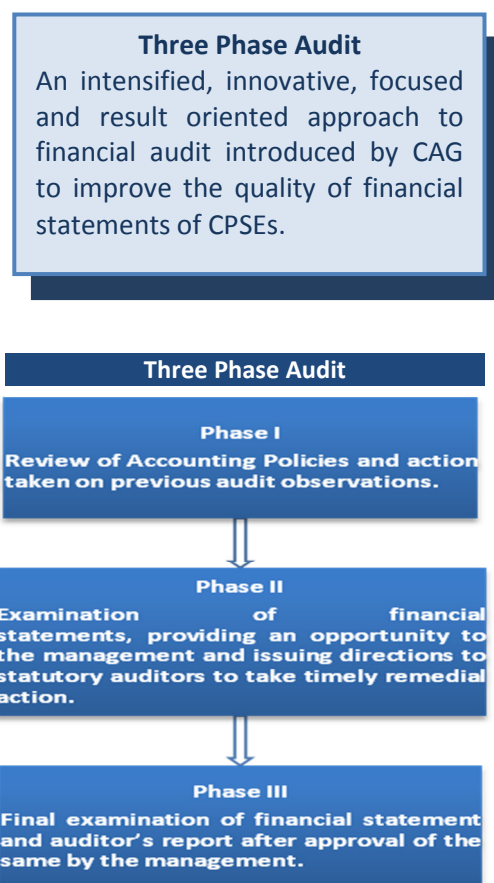 Three Phase Audit
An intensified, innovative, focused
and result oriented approach to
financial audit introduced by CAG
to improve the quality of financial
statements of CPSEs.
Three Phase Audit
Phase I
Review of Accounting Policies and action
taken on previous audit observations.
Phase II
Examination of financial
statements, providing an opportunity to
the management and issuing directions to
statutory auditors to take timely remedial
action.
Phase III
Final examination of financial statement
and auditor's report after approval of the
same by the management.